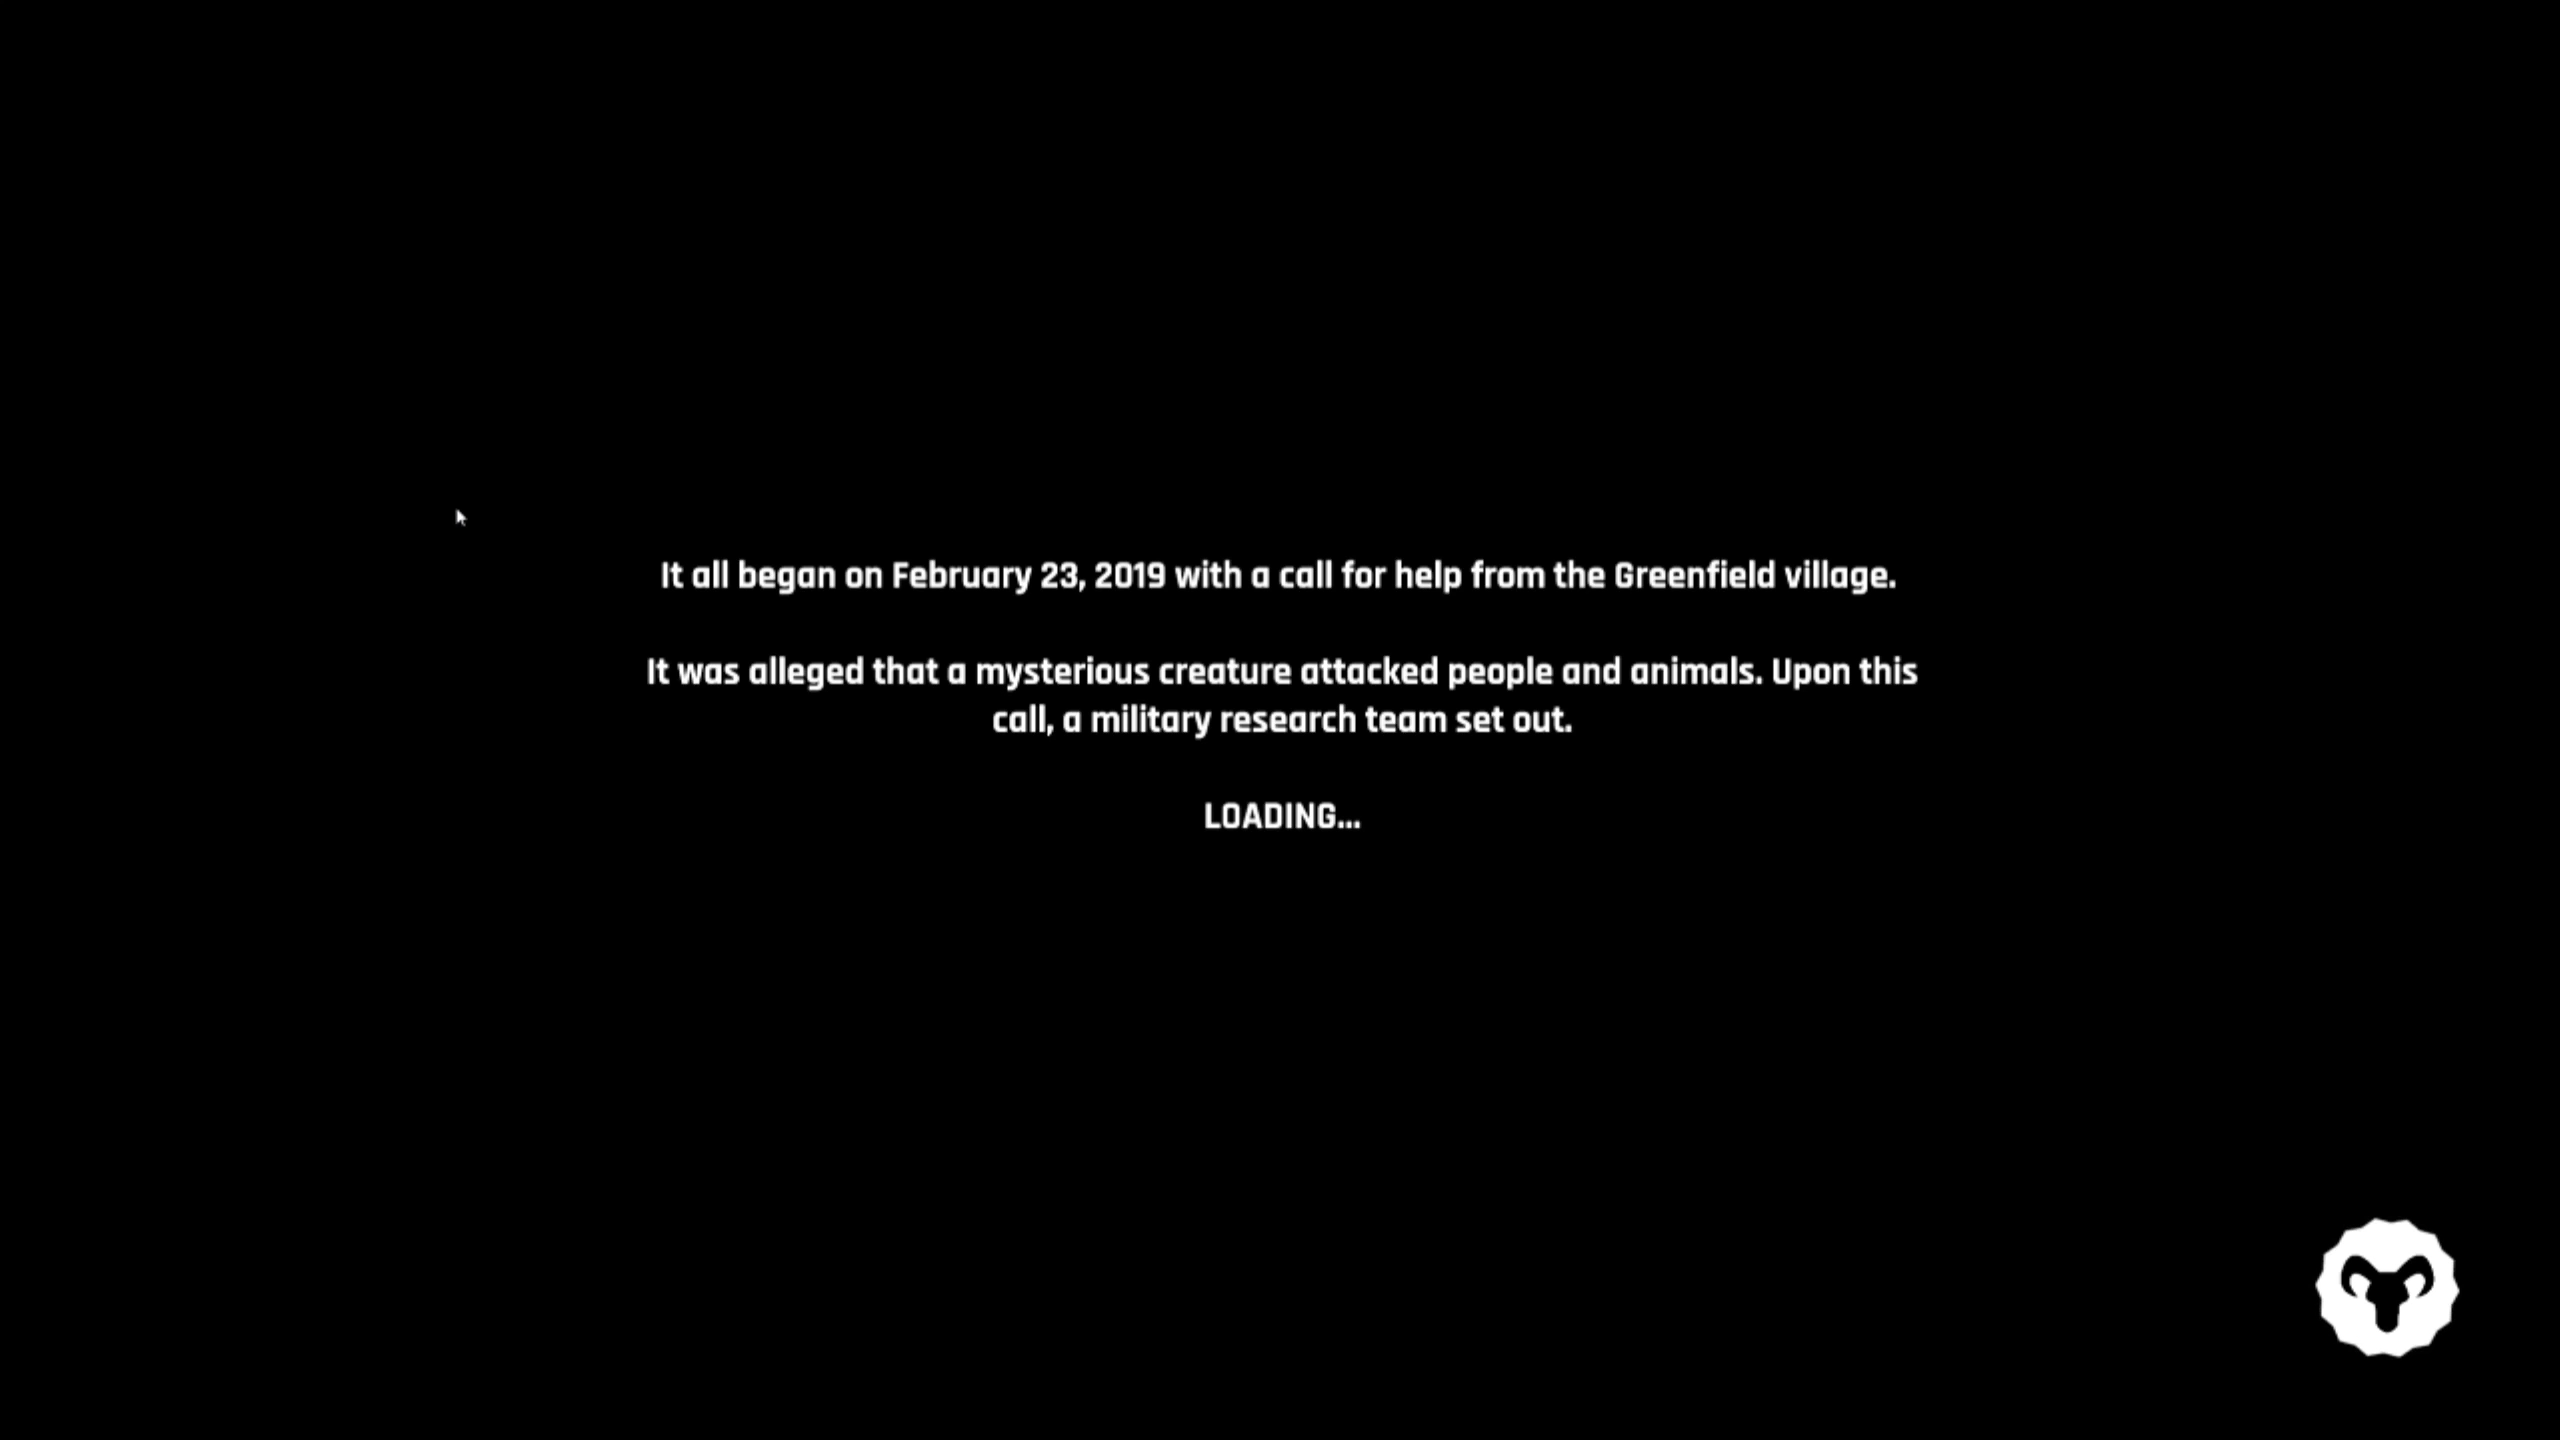 It all began on February 23, 2019 with a call for help from the Greenfield village.
It was alleged that a mysterious creature attacked people and animals. Upon this
call, a military research team set out.
LOADING...